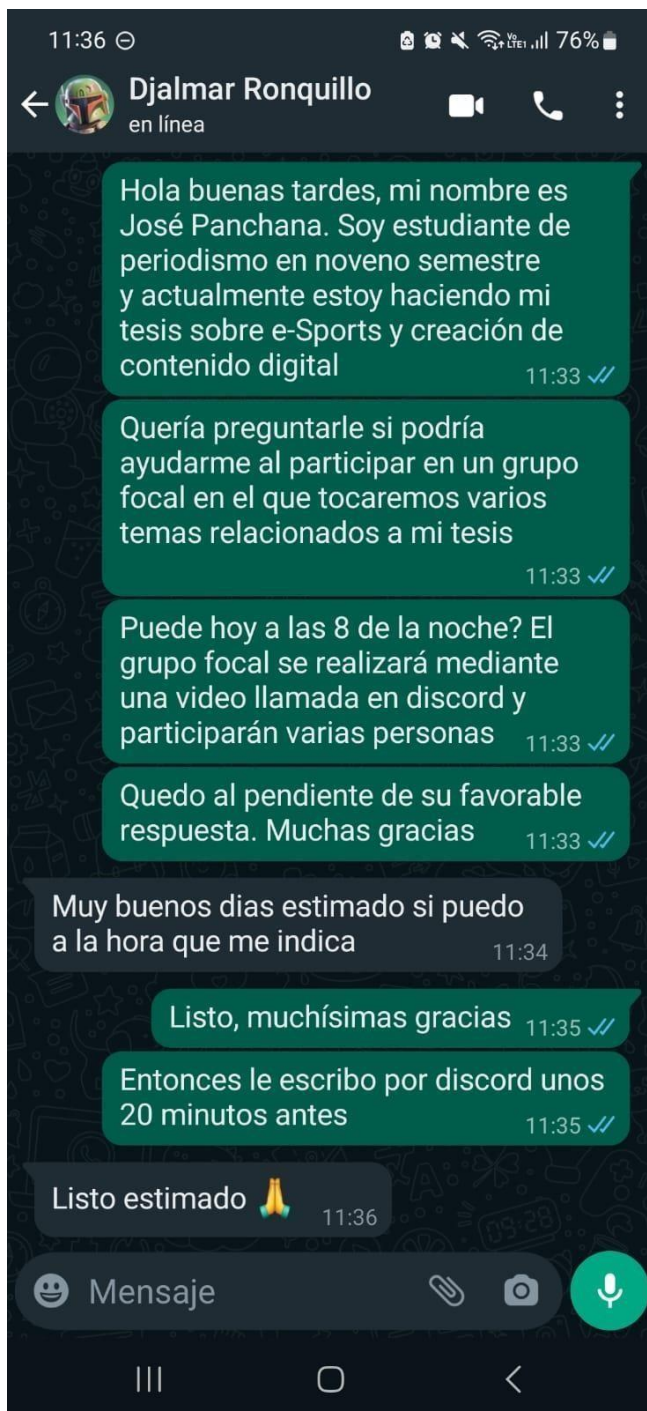 11:36
76%
Djalmar Ronquillo
en línea
Hola buenas tardes, mi nombre es
José Panchana. Soy estudiante de
periodismo en noveno semestre
y actualmente estoy haciendo mi
tesis sobre e-Sports y creación de
contenido digital
11:33
Quería preguntarle si podría
ayudarme al participar en un grupo
focal en el que tocaremos varios
temas relacionados a mi tesis
11:33
Puede hoy a las 8 de la noche? El
grupo focal se realizará mediante
una video llamada en discord y
participarán varias personas 11:33
Quedo al pendiente de su favorable
respuesta. Muchas gracias 11:33
Muy buenos dias estimado si puedo
a la hora que me indica 11:34
Listo, muchísimas gracias 11:35
Entonces le escribo por discord unos
20 minutos antes 11:35
Listo estimado 🙏 11:36
Mensaje